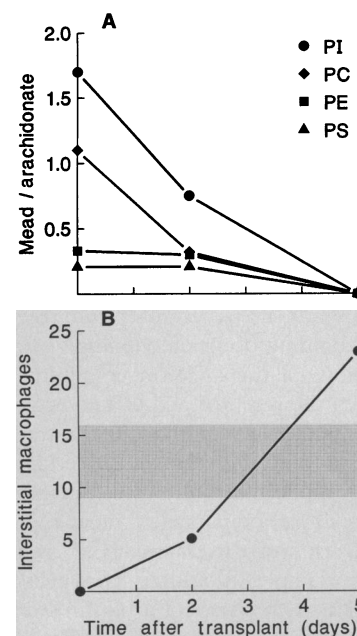 A
2.0
1.5
1.0
0.5
Mead / arachidonate
PI
PC
PE
PS
B
25
20
15
10
5
Interstitial macrophages
1 2 3 4 5
Time after transplant (days)